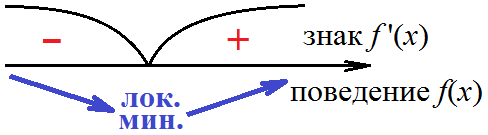 − + знак f '(x)
поведение f(x)
лок.
мин.